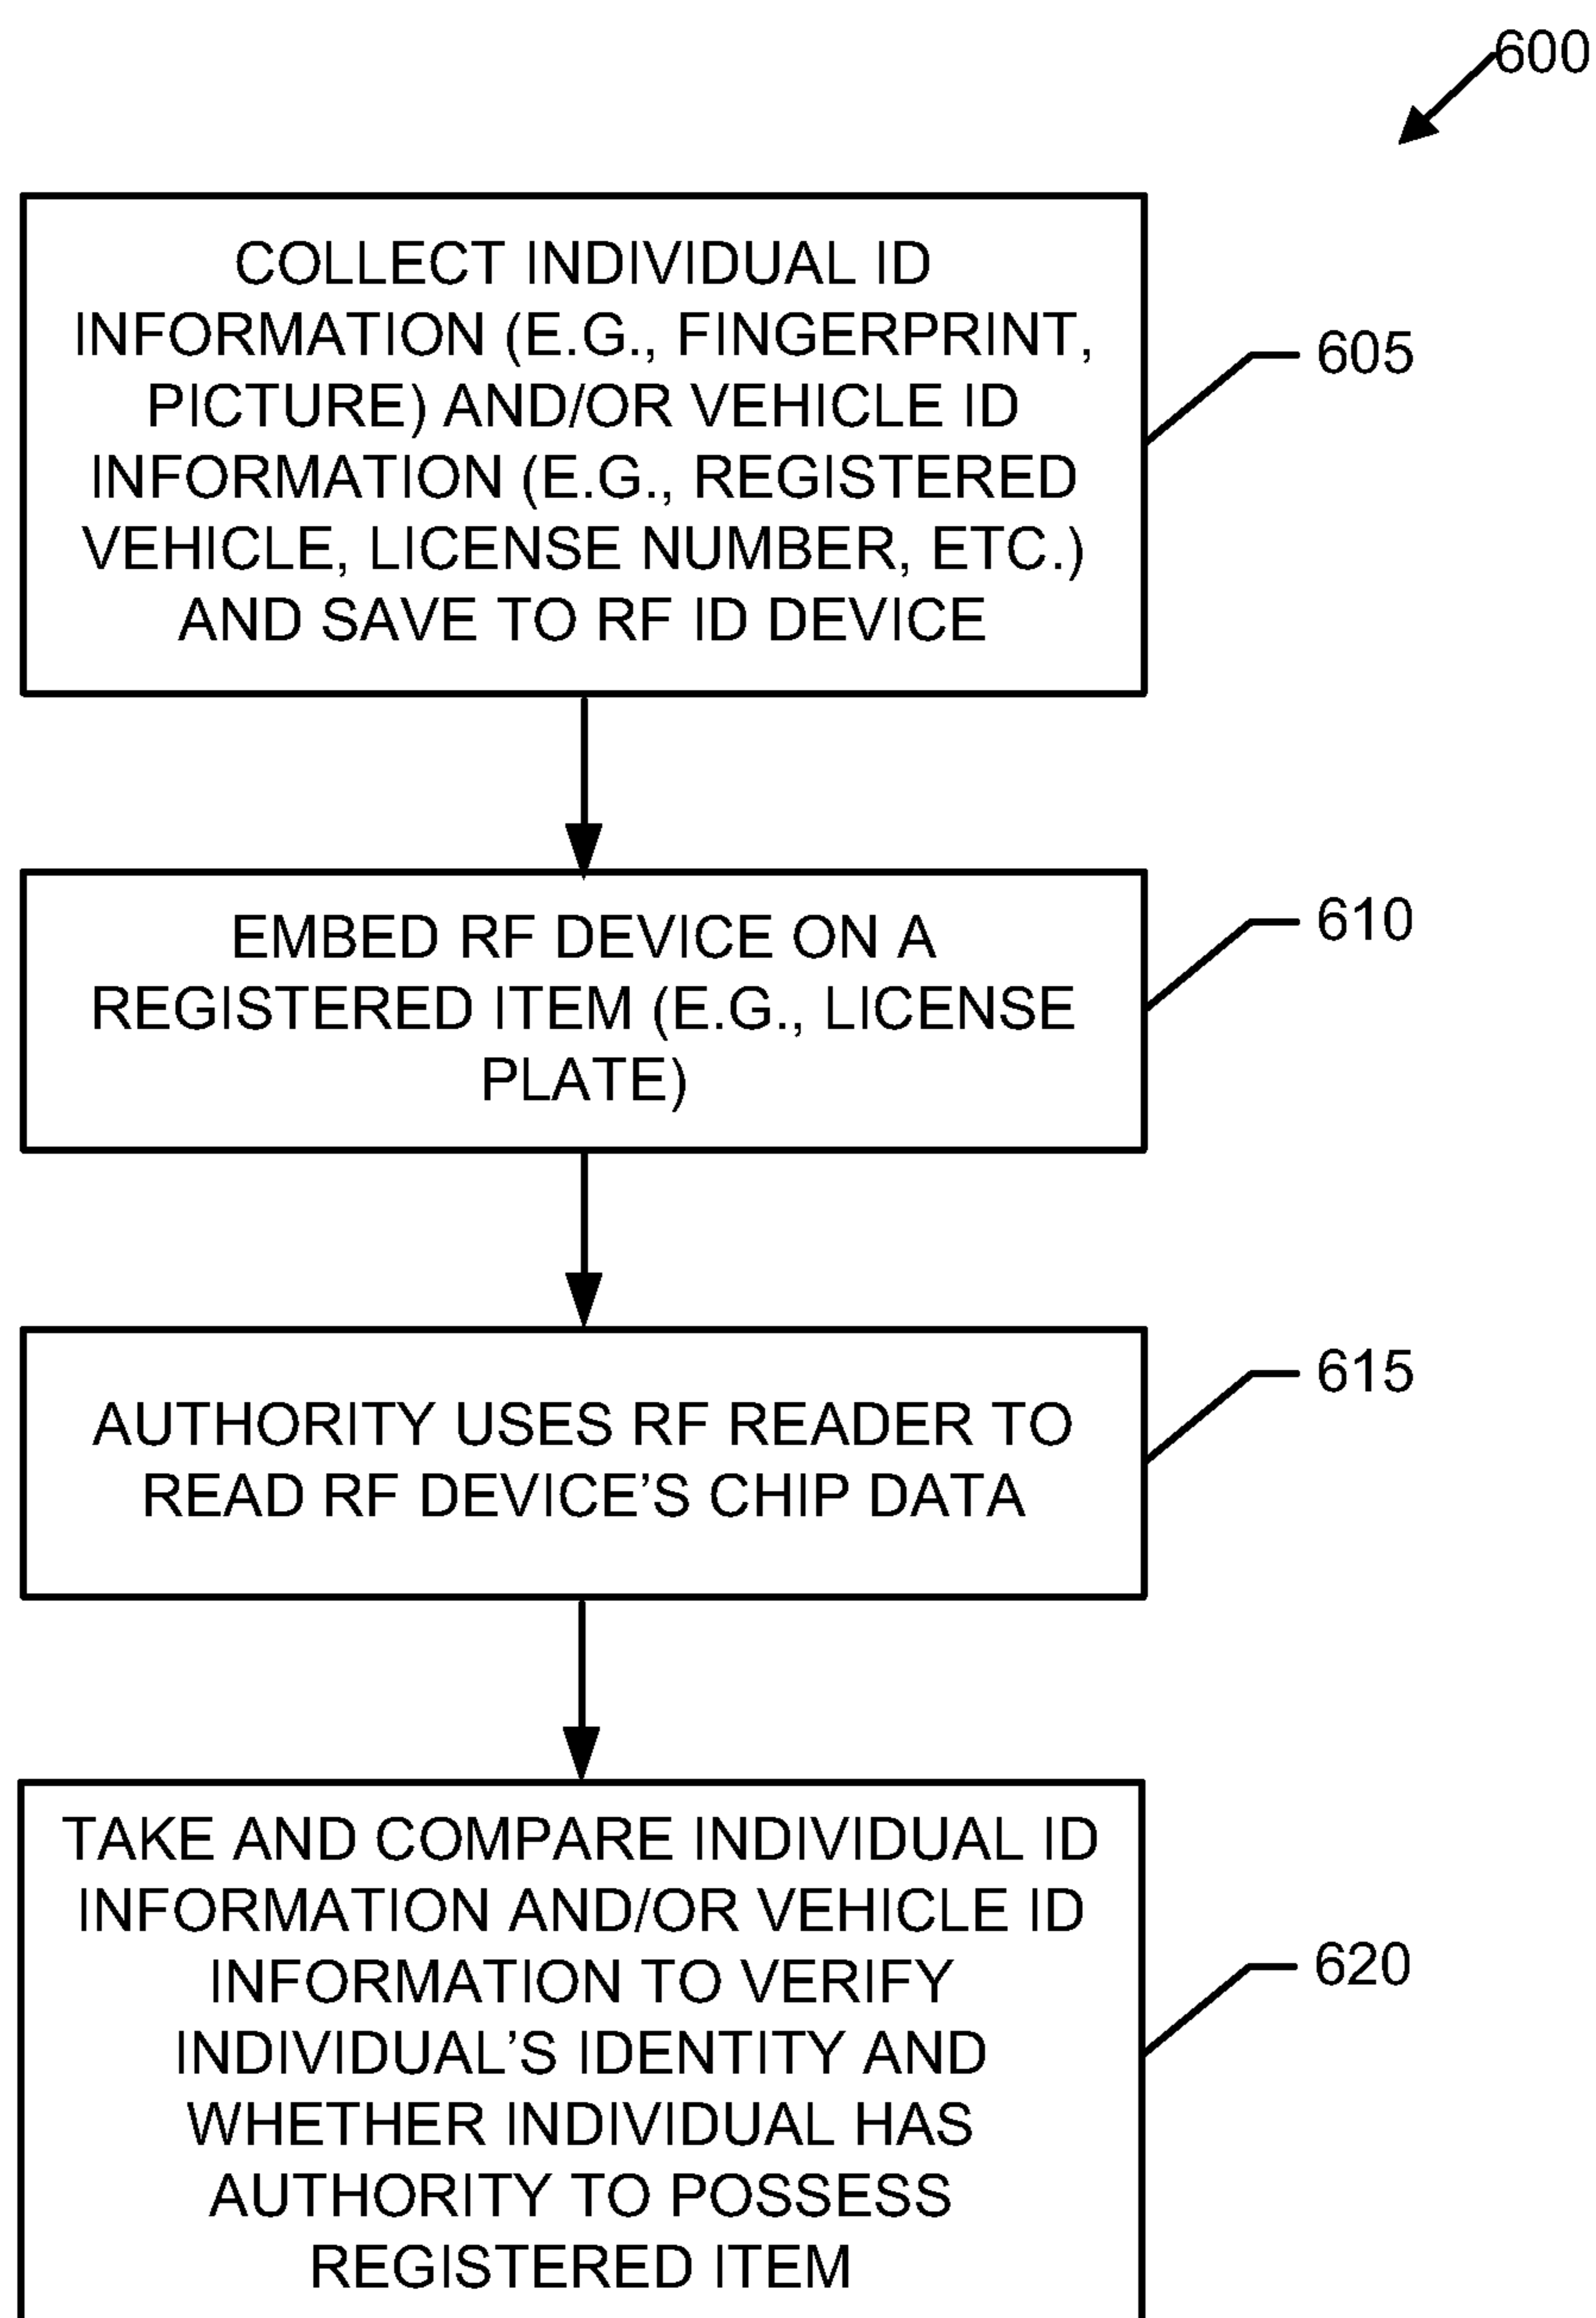 600
COLLECT INDIVIDUAL ID
INFORMATION (E.G., FINGERPRINT,
PICTURE) AND/OR VEHICLE ID
INFORMATION (E.G., REGISTERED
VEHICLE, LICENSE NUMBER, ETC.)
AND SAVE TO RF ID DEVICE
605
EMBED RF DEVICE ON A
REGISTERED ITEM (E.G., LICENSE
PLATE)
610
AUTHORITY USES RF READER TO
READ RF DEVICE’S CHIP DATA
615
TAKE AND COMPARE INDIVIDUAL ID
INFORMATION AND/OR VEHICLE ID
INFORMATION TO VERIFY
INDIVIDUAL’S IDENTITY AND
WHETHER INDIVIDUAL HAS
AUTHORITY TO POSSESS
REGISTERED ITEM
620